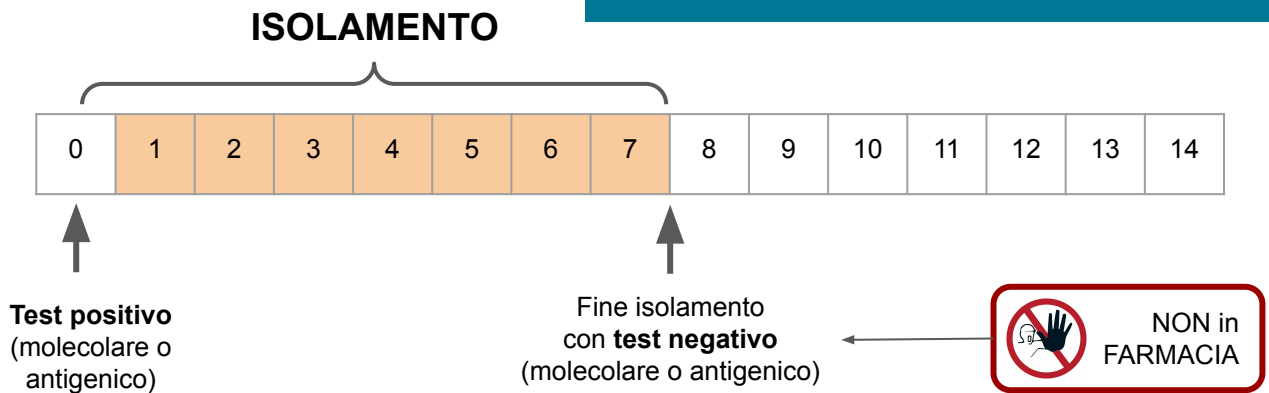 ISOLAMENTO
0 1 2 3 4 5 6 7 8 9 10 11 12 13 14
Test positivo
(molecolare o
antigenico)
Fine isolamento
con test negativo
(molecolare o antigenico)
NON in
FARMACIA